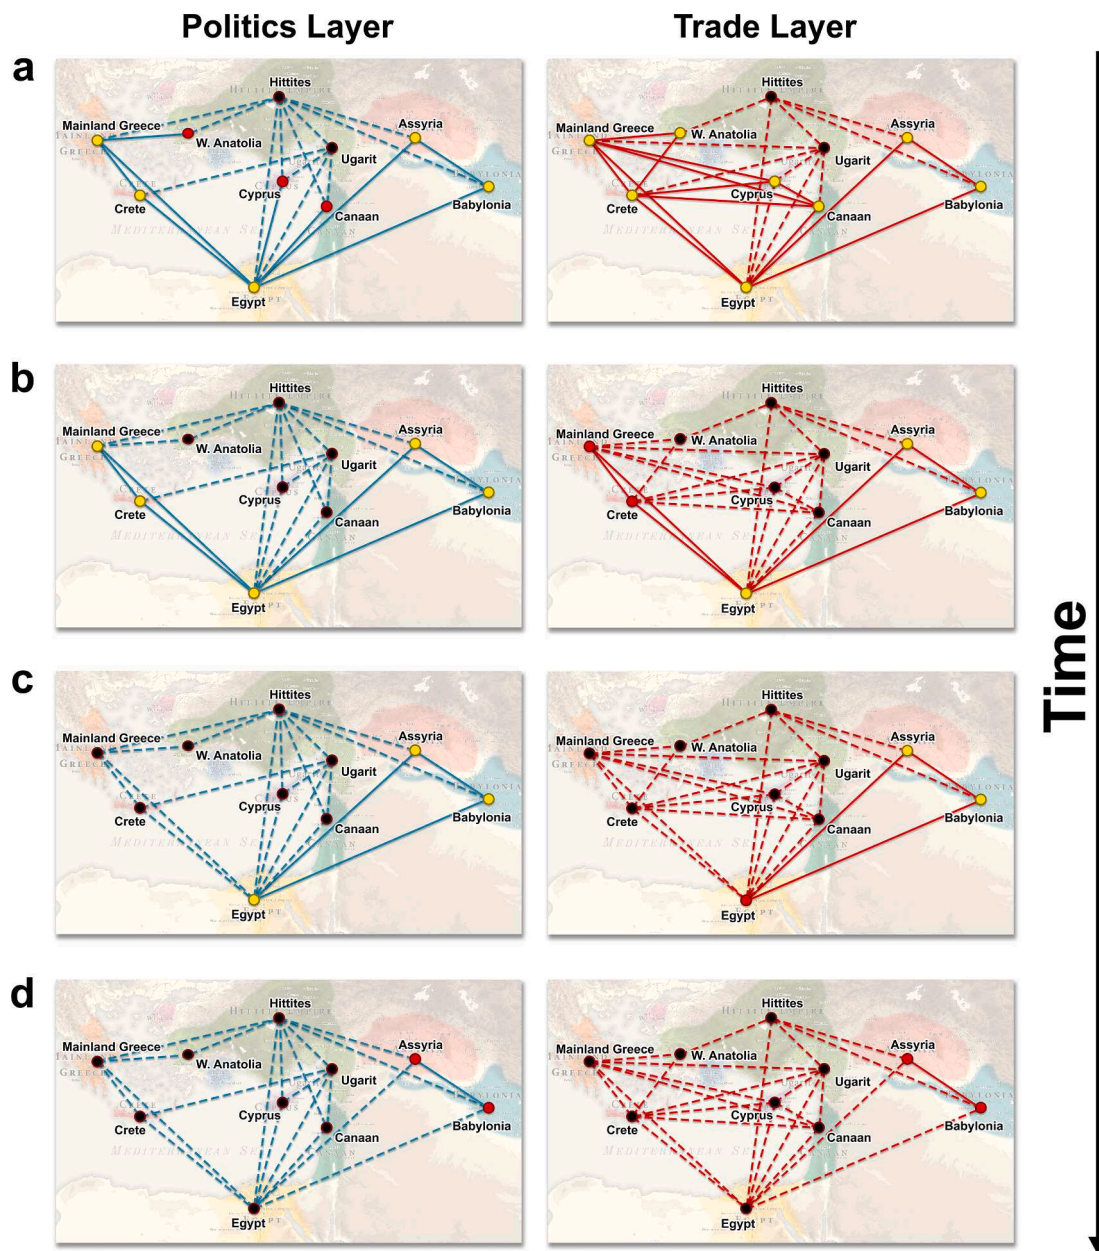 Politics Layer
Trade Layer
a
Hittites
Mainland Greece
W. Anatolia
Assyria
Ugarit
Cyprus
Crete
Canaan
Babylonia
Egypt
Hittites
Mainland Greece
W. Anatolia
Assyria
Ugarit
Cyprus
Crete
Canaan
Babylonia
Egypt
b
Hittites
Mainland Greece
W. Anatolia
Assyria
Ugarit
Cyprus
Crete
Canaan
Babylonia
Egypt
Hittites
Mainland Greece
W. Anatolia
Assyria
Ugarit
Cyprus
Crete
Canaan
Babylonia
Egypt
Time
c
Hittites
Mainland Greece
W. Anatolia
Assyria
Ugarit
Cyprus
Crete
Canaan
Babylonia
Egypt
Hittites
Mainland Greece
W. Anatolia
Assyria
Ugarit
Cyprus
Crete
Canaan
Babylonia
Egypt
d
Hittites
Mainland Greece
W. Anatolia
Assyria
Ugarit
Cyprus
Crete
Canaan
Babylonia
Egypt
Hittites
Mainland Greece
W. Anatolia
Assyria
Ugarit
Cyprus
Crete
Canaan
Babylonia
Egypt